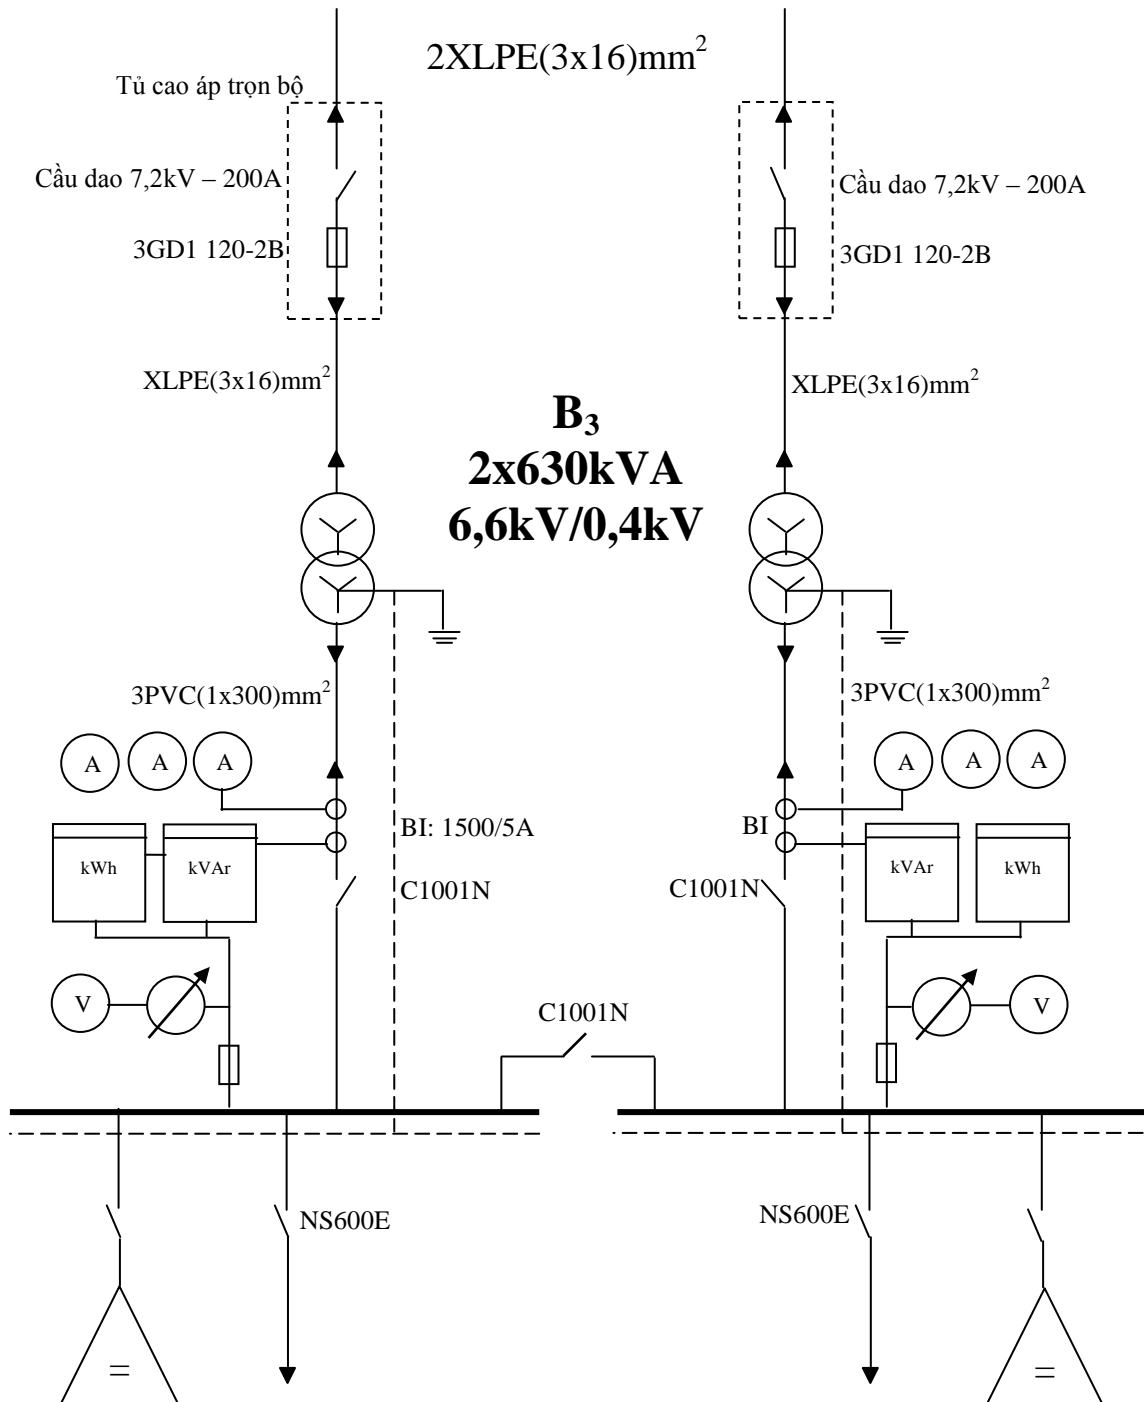 2XLPE(3x16)mm²
Tủ cao áp trọn bộ
Cầu dao 7,2kV – 200A
Cầu dao 7,2kV – 200A
3GD1 120-2B
3GD1 120-2B
XLPE(3x16)mm²
XLPE(3x16)mm²
B₃
2x630kVA
6,6kV/0,4kV
3PVC(1x300)mm²
3PVC(1x300)mm²
A A A
A A A
BI: 1500/5A
BI
kWh kVAr
kVAr kWh
C1001N
C1001N
V
V
C1001N
NS600E
NS600E
=
=